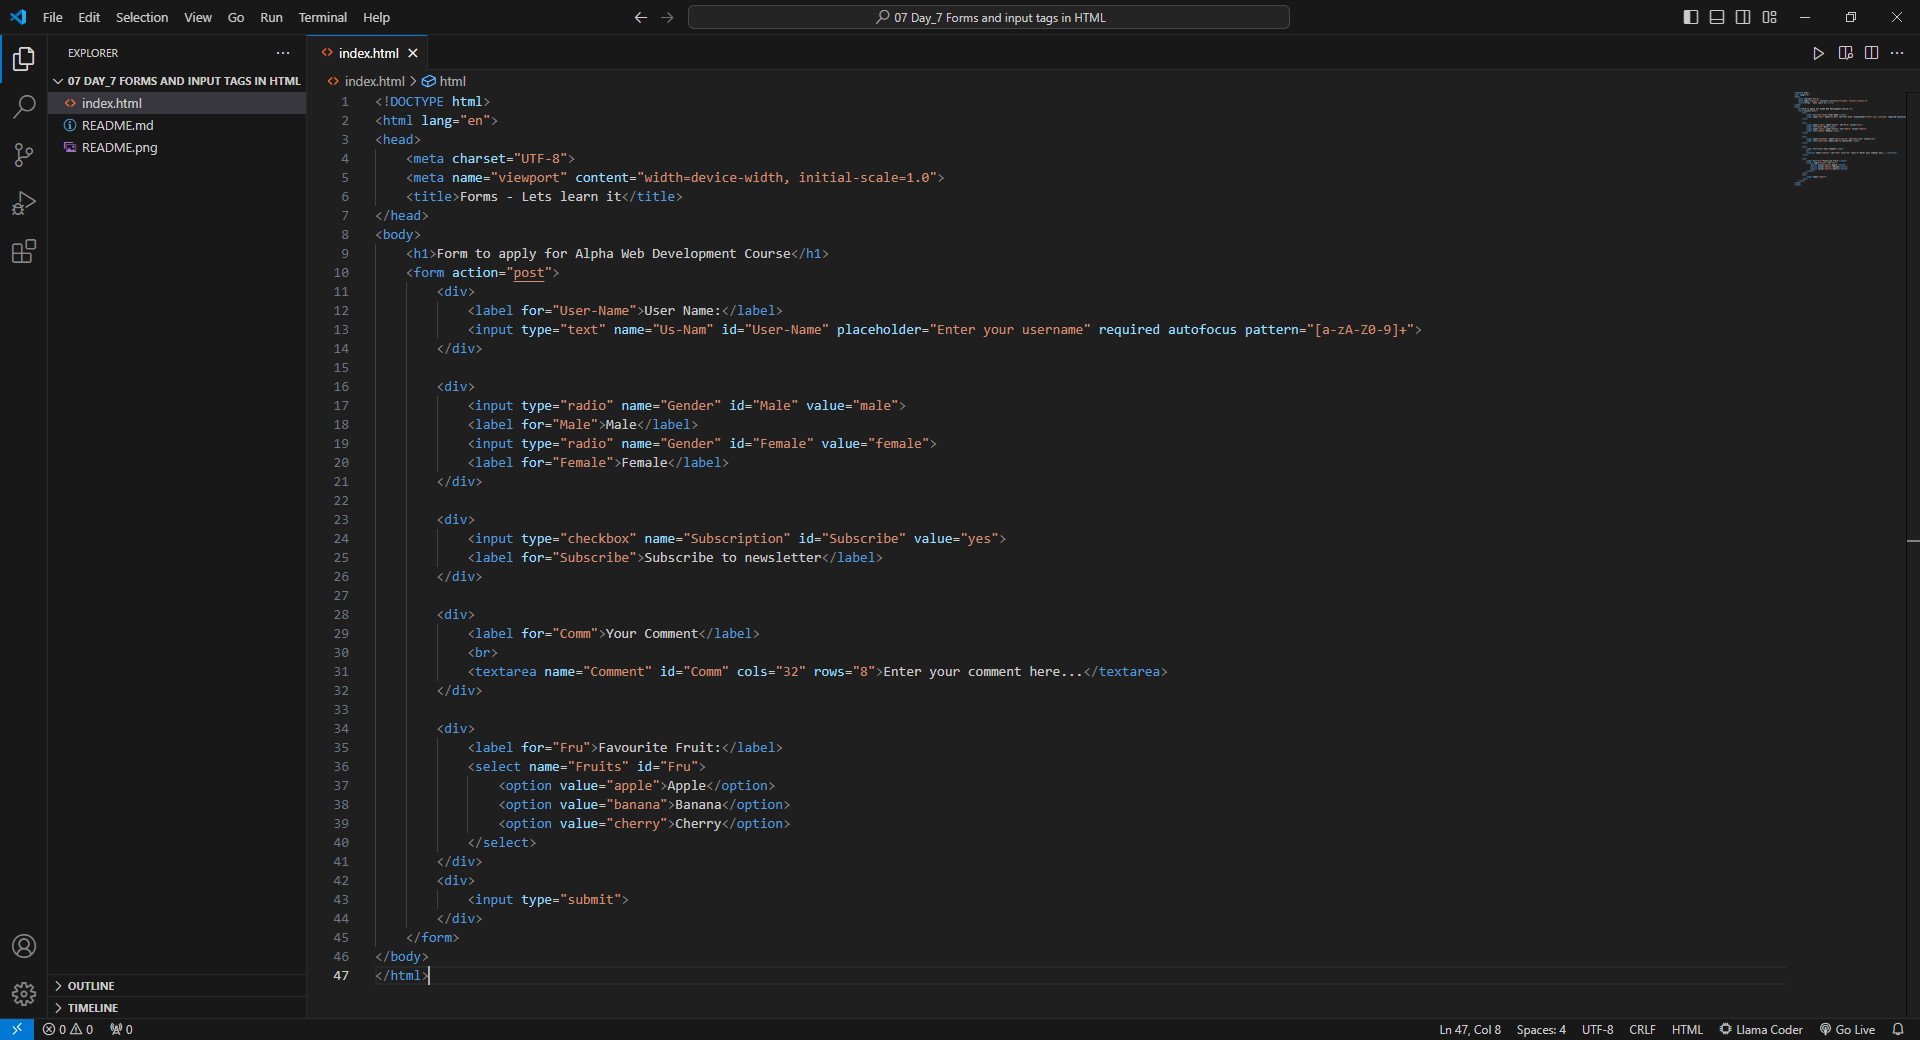 File Edit Selection View Go Run Terminal Help
07 Day_7 Forms and input tags in HTML
EXPLORER
07 DAY_7 FORMS AND INPUT TAGS IN HTML
index.html
README.md
README.png
OUTLINE
TIMELINE
index.html
index.html > html
1 <!DOCTYPE html>
2 <html lang="en">
3 <head>
4     <meta charset="UTF-8">
5     <meta name="viewport" content="width=device-width, initial-scale=1.0">
6     <title>Forms - Lets learn it</title>
7 </head>
8 <body>
9     <h1>Form to apply for Alpha Web Development Course</h1>
10     <form action="post">
11         <div>
12             <label for="User-Name">User Name:</label>
13             <input type="text" name="Us-Nam" id="User-Name" placeholder="Enter your username" required autofocus pattern="[a-zA-Z0-9]+">
14         </div>
15
16         <div>
17             <input type="radio" name="Gender" id="Male" value="male">
18             <label for="Male">Male</label>
19             <input type="radio" name="Gender" id="Female" value="female">
20             <label for="Female">Female</label>
21         </div>
22
23         <div>
24             <input type="checkbox" name="Subscription" id="Subscribe" value="yes">
25             <label for="Subscribe">Subscribe to newsletter</label>
26         </div>
27
28         <div>
29             <label for="Comm">Your Comment</label>
30             <br>
31             <textarea name="Comment" id="Comm" cols="32" rows="8">Enter your comment here...</textarea>
32         </div>
33
34         <div>
35             <label for="Fru">Favourite Fruit:</label>
36             <select name="Fruits" id="Fru">
37                 <option value="apple">Apple</option>
38                 <option value="banana">Banana</option>
39                 <option value="cherry">Cherry</option>
40             </select>
41         </div>
42         <div>
43             <input type="submit">
44         </div>
45     </form>
46 </body>
47 </html>
0 0 0
Ln 47, Col 8 Spaces: 4 UTF-8 CRLF HTML Llama Coder Go Live